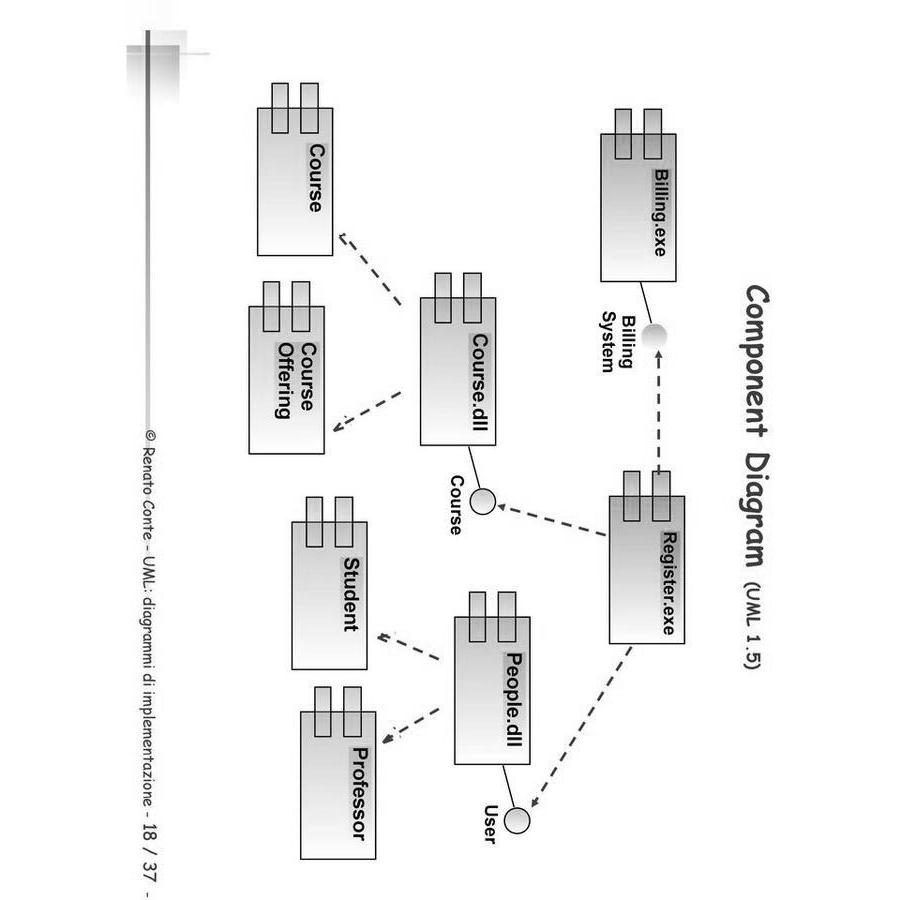 Component Diagram (UML 1.5)
Billing.exe
Billing
System
Register.exe
Course.dll
Course
People.dll
User
Course
Course
Offering
Student
Professor
© Renato Conte - UML: diagrammi di implementazione - 18 / 37 -